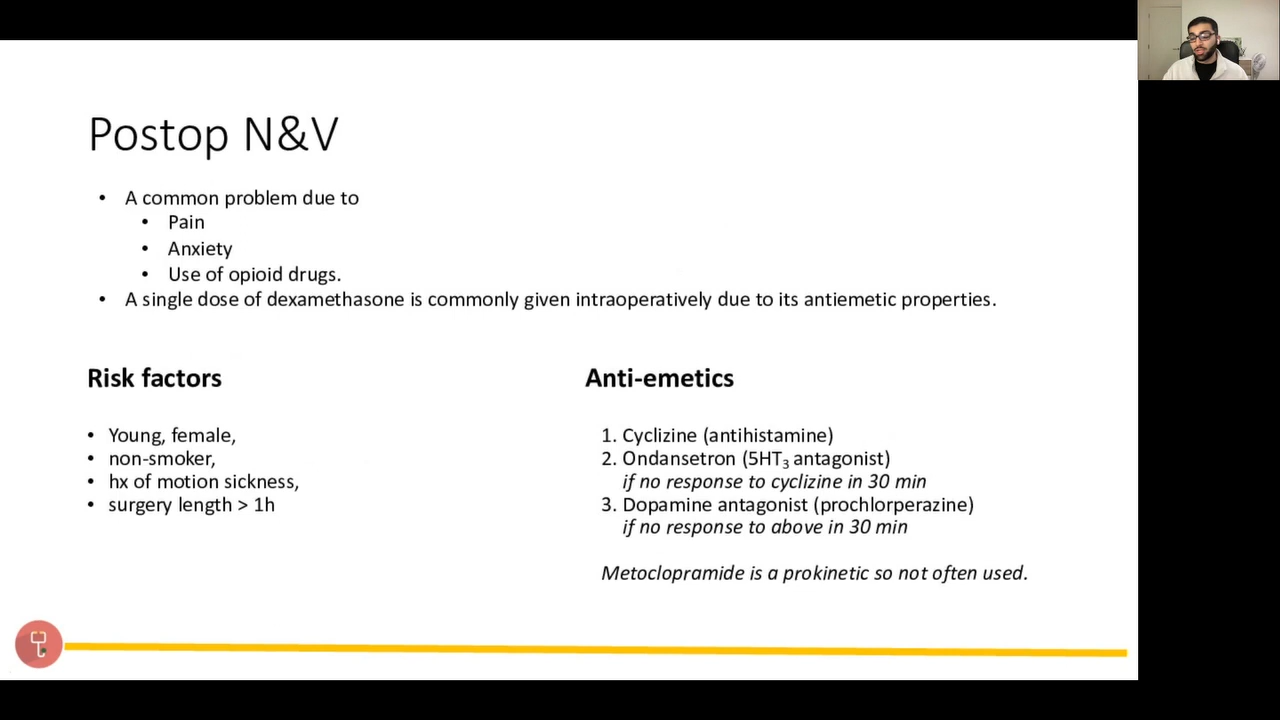 Postop N&V
• A common problem due to
• Pain
• Anxiety
• Use of opioid drugs.
• A single dose of dexamethasone is commonly given intraoperatively due to its antiemetic properties.
Risk factors
• Young, female,
• non-smoker,
• hx of motion sickness,
• surgery length > 1h
Anti-emetics
1. Cyclizine (antihistamine)
2. Ondansetron (5HT₃ antagonist)
if no response to cyclizine in 30 min
3. Dopamine antagonist (prochlorperazine)
if no response to above in 30 min
Metoclopramide is a prokinetic so not often used.